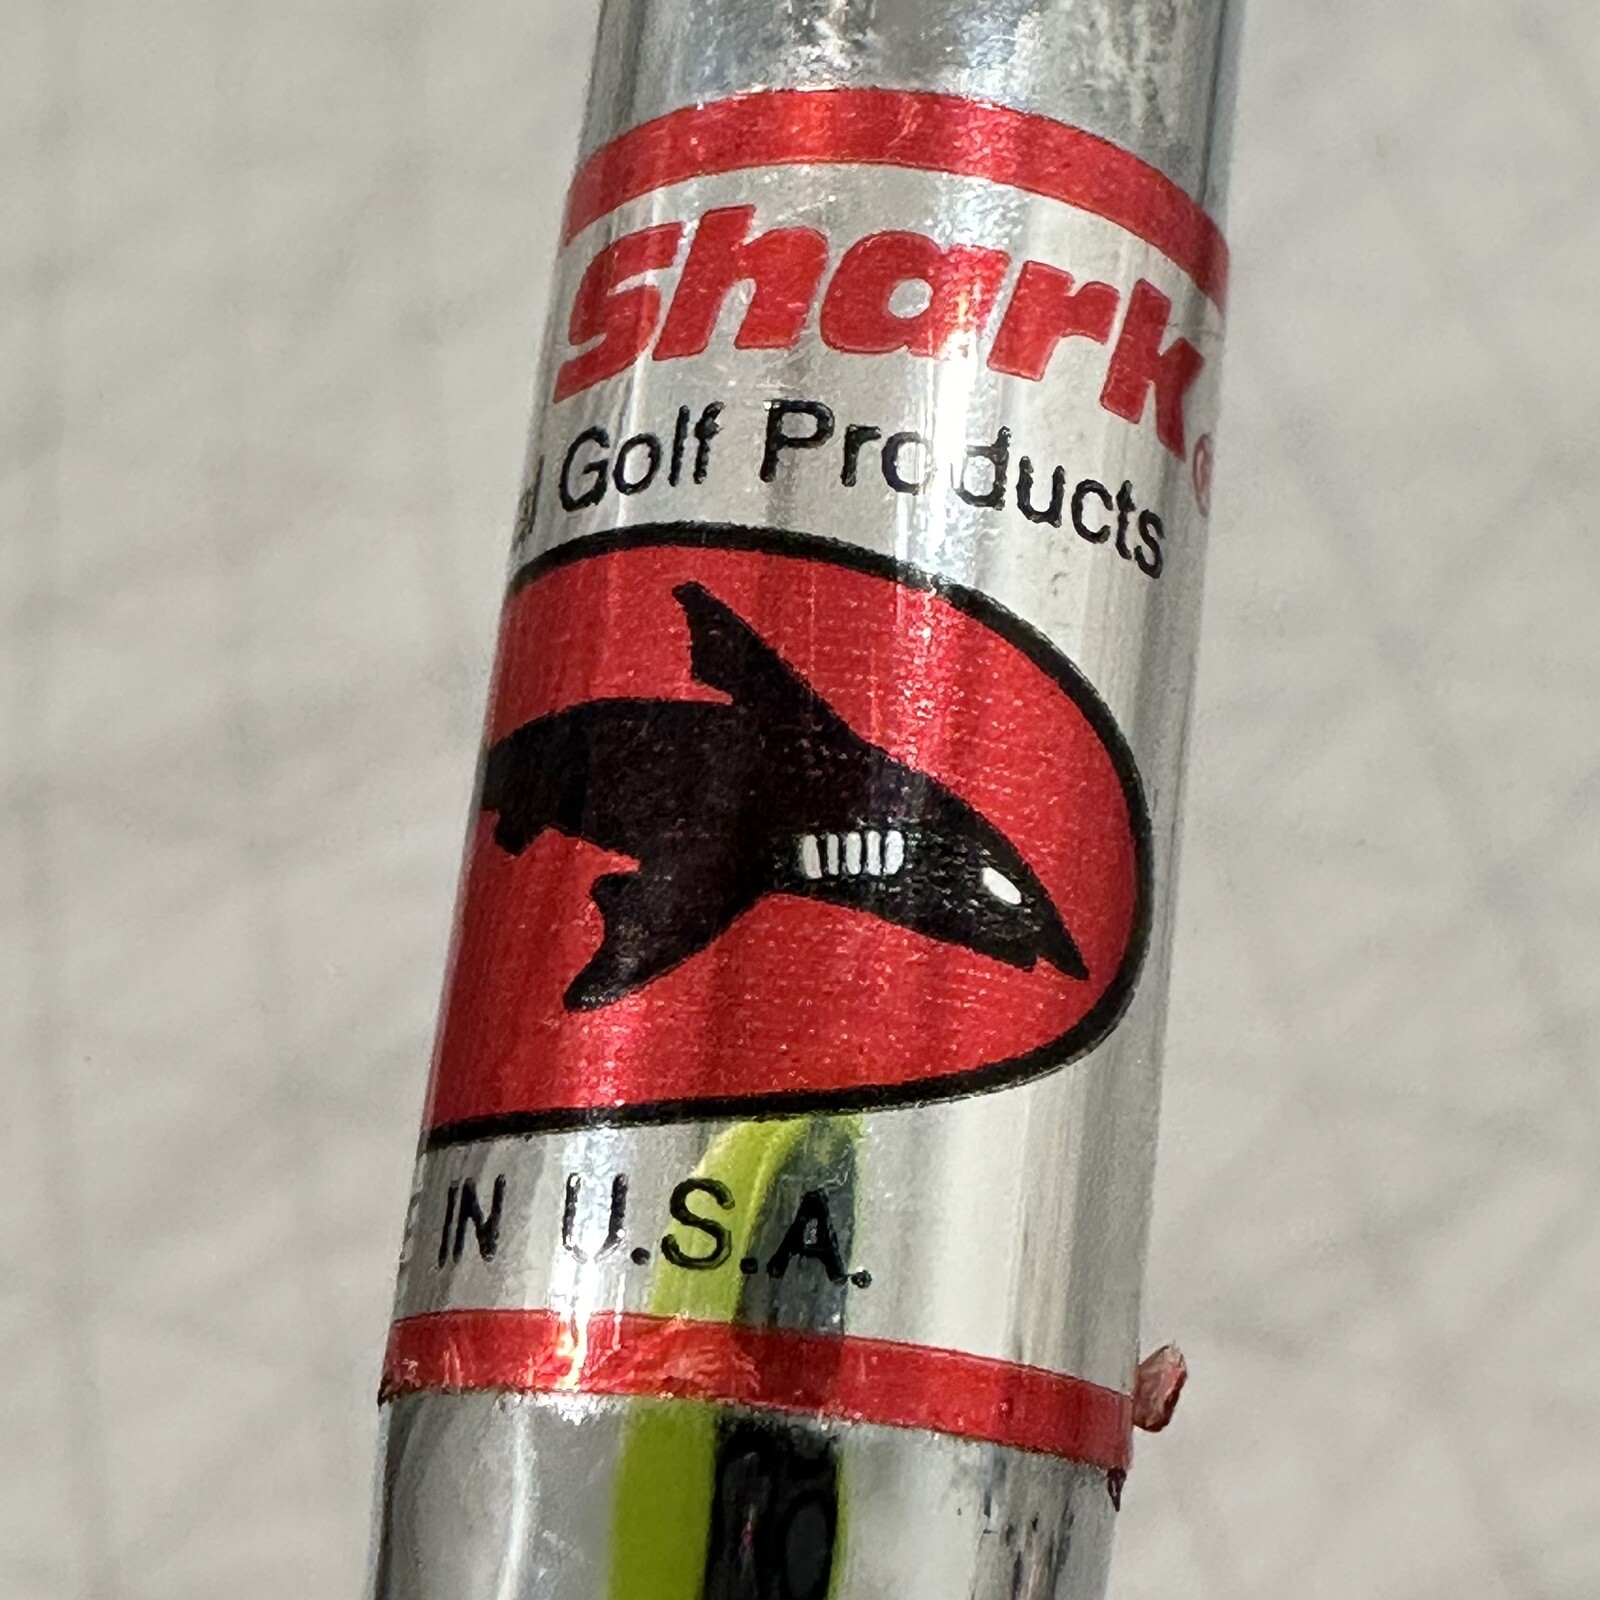 Shark®
Golf Products
IN U.S.A.